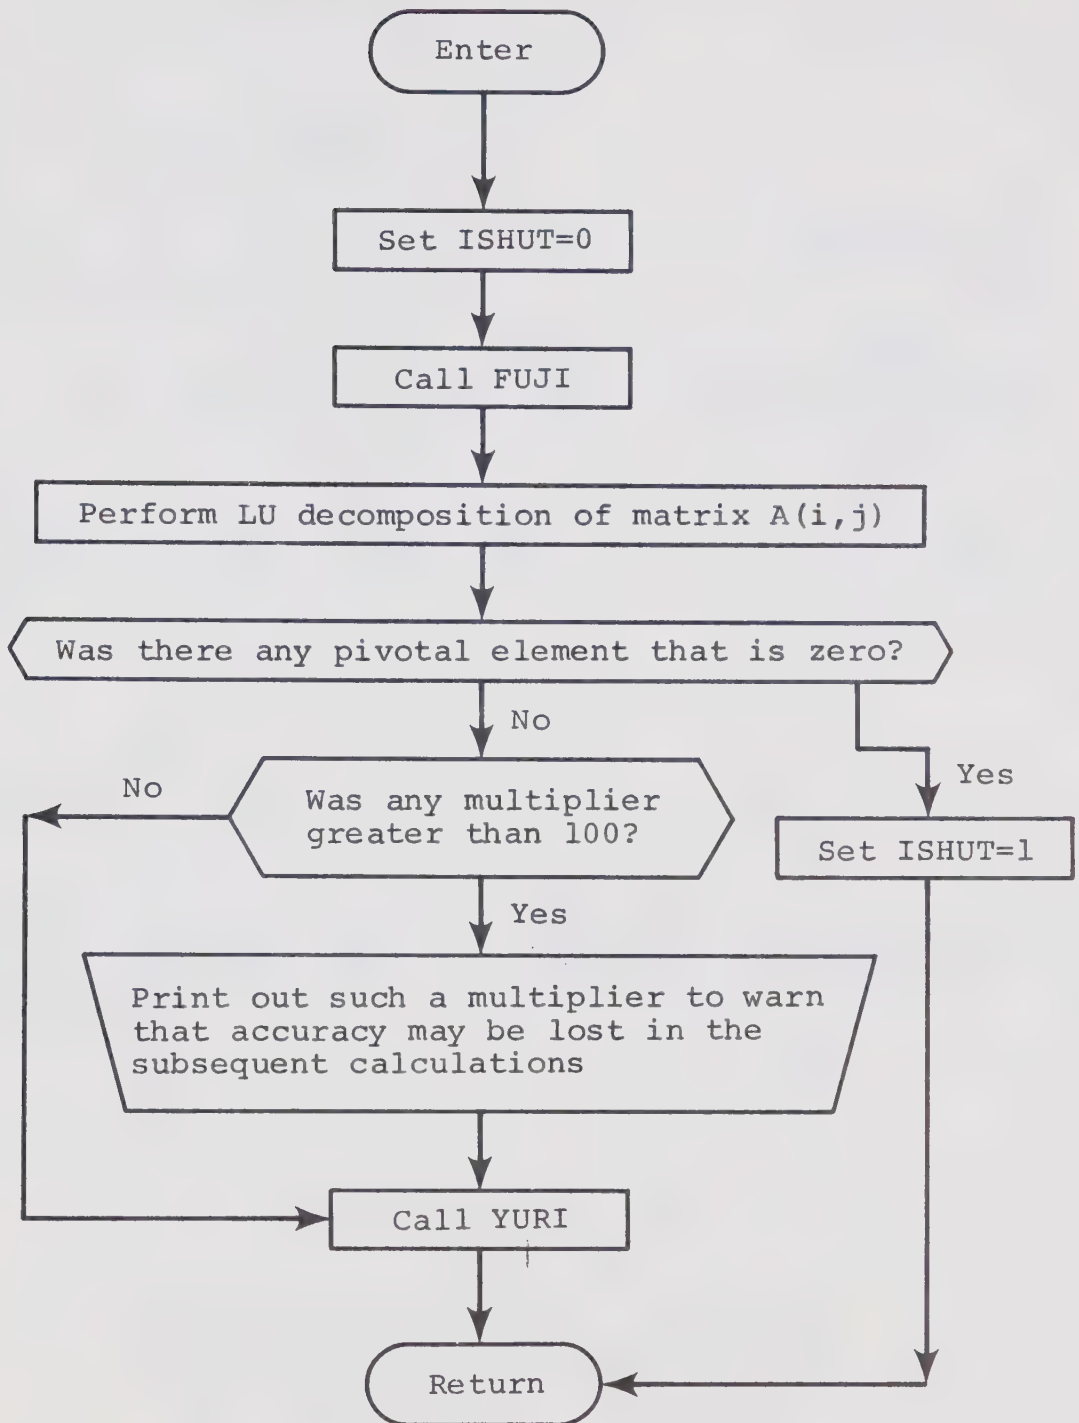 Enter
Set ISHUT=0
Call FUJI
Perform LU decomposition of matrix A(i,j)
Was there any pivotal element that is zero?
No
Yes
No
Was any multiplier
greater than 100?
Set ISHUT=1
Yes
Print out such a multiplier to warn
that accuracy may be lost in the
subsequent calculations
Call YURI
Return